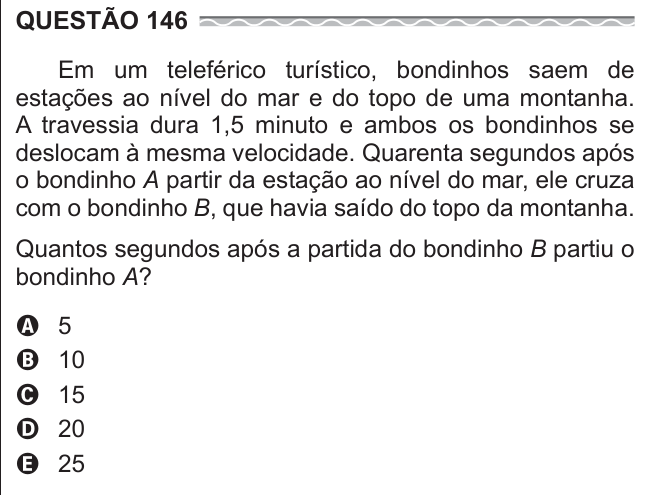 QUESTÃO 146
Em um teleférico turístico, bondinhos saem de
estações ao nível do mar e do topo de uma montanha.
A travessia dura 1,5 minuto e ambos os bondinhos se
deslocam à mesma velocidade. Quarenta segundos após
o bondinho A partir da estação ao nível do mar, ele cruza
com o bondinho B, que havia saído do topo da montanha.
Quantos segundos após a partida do bondinho B partiu o
bondinho A?
A 5
B 10
C 15
D 20
E 25